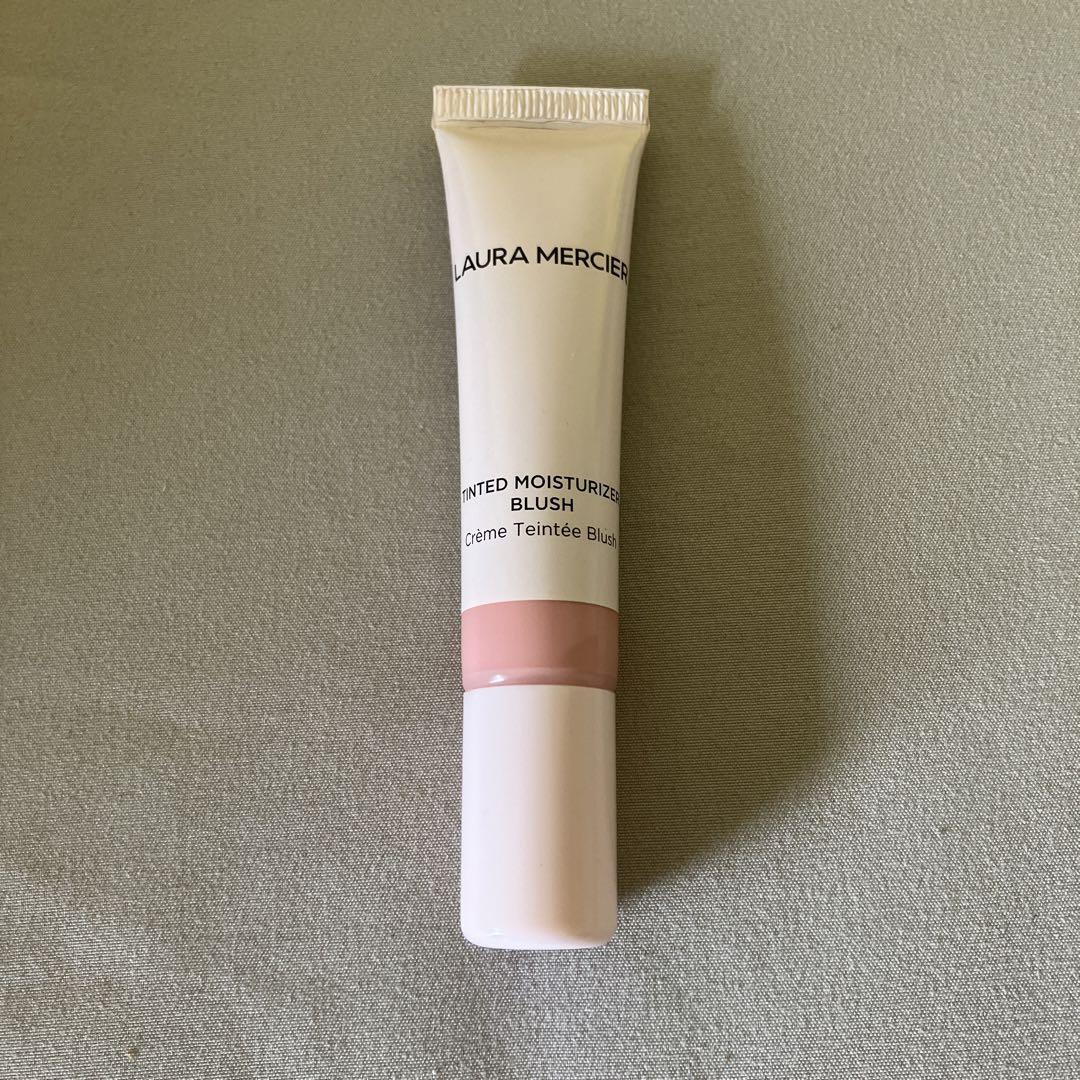 LAURA MERCIER
TINTED MOISTURIZER
BLUSH
Crème Teintée Blush